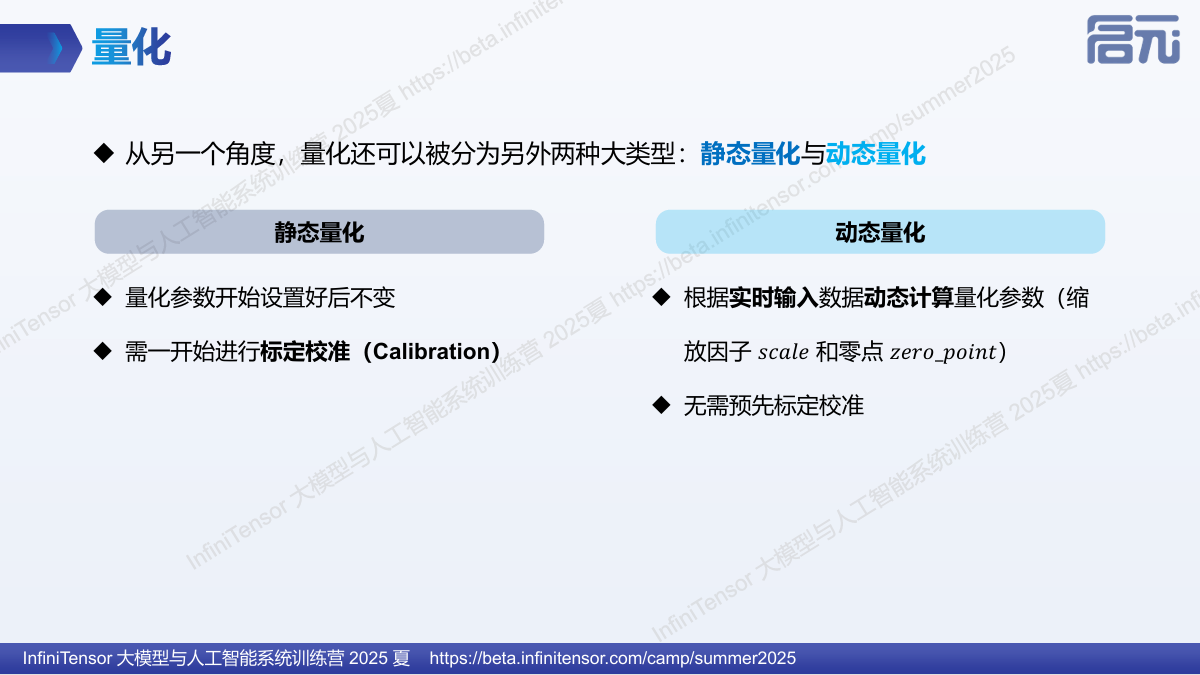 量化
启元
◆ 从另一个角度，量化还可以被分为另外两种大类型：静态量化与动态量化
静态量化
◆ 量化参数开始设置好后不变
◆ 需一开始进行标定校准（Calibration）
动态量化
◆ 根据实时输入数据动态计算量化参数（缩
放因子 scale 和零点 zero_point）
◆ 无需预先标定校准
InfiniTensor 大模型与人工智能系统训练营 2025夏 https://beta.infinitensor.com/camp/summer2025
InfiniTensor 大模型与人工智能系统训练营 2025 夏 https://beta.infinitensor.com/camp/summer2025